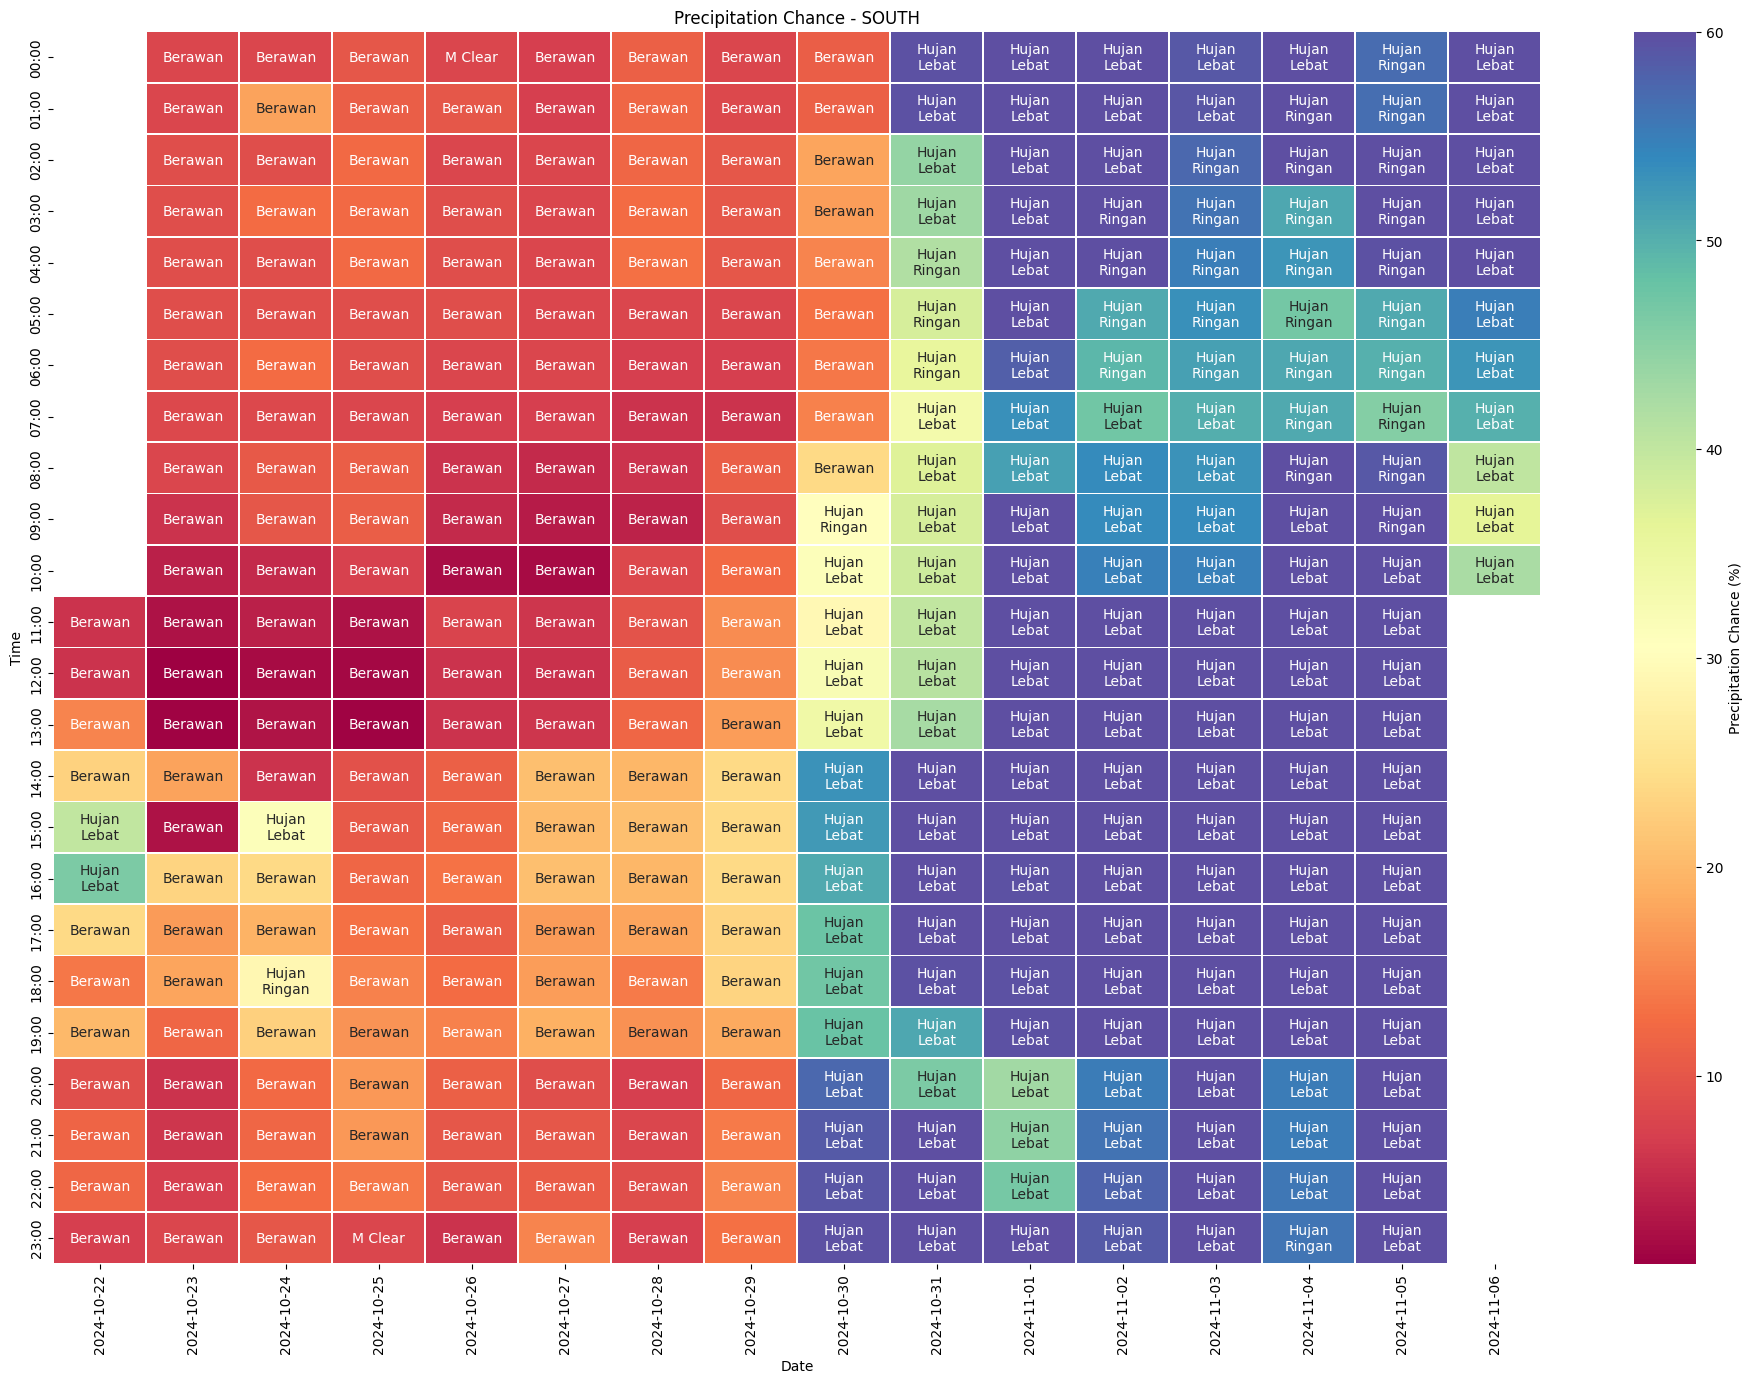 Precipitation Chance - SOUTH
00:00 Berawan Berawan Berawan M Clear Berawan Berawan Berawan Berawan Hujan Lebat Hujan Lebat Hujan Lebat Hujan Lebat Hujan Lebat Hujan Ringan Hujan Lebat
01:00 Berawan Berawan Berawan Berawan Berawan Berawan Berawan Berawan Hujan Lebat Hujan Lebat Hujan Lebat Hujan Lebat Hujan Ringan Hujan Ringan Hujan Lebat
02:00 Berawan Berawan Berawan Berawan Berawan Berawan Berawan Berawan Hujan Lebat Hujan Lebat Hujan Lebat Hujan Ringan Hujan Ringan Hujan Ringan Hujan Lebat
03:00 Berawan Berawan Berawan Berawan Berawan Berawan Berawan Berawan Hujan Lebat Hujan Lebat Hujan Ringan Hujan Ringan Hujan Ringan Hujan Ringan Hujan Lebat
04:00 Berawan Berawan Berawan Berawan Berawan Berawan Berawan Berawan Hujan Ringan Hujan Lebat Hujan Ringan Hujan Ringan Hujan Ringan Hujan Ringan Hujan Lebat
05:00 Berawan Berawan Berawan Berawan Berawan Berawan Berawan Berawan Hujan Ringan Hujan Lebat Hujan Ringan Hujan Ringan Hujan Ringan Hujan Ringan Hujan Lebat
06:00 Berawan Berawan Berawan Berawan Berawan Berawan Berawan Berawan Hujan Ringan Hujan Lebat Hujan Ringan Hujan Ringan Hujan Ringan Hujan Ringan Hujan Lebat
07:00 Berawan Berawan Berawan Berawan Berawan Berawan Berawan Berawan Hujan Lebat Hujan Lebat Hujan Lebat Hujan Lebat Hujan Ringan Hujan Ringan Hujan Lebat
08:00 Berawan Berawan Berawan Berawan Berawan Berawan Berawan Berawan Hujan Lebat Hujan Lebat Hujan Lebat Hujan Lebat Hujan Ringan Hujan Ringan Hujan Lebat
09:00 Berawan Berawan Berawan Berawan Berawan Berawan Berawan Hujan Ringan Hujan Lebat Hujan Lebat Hujan Lebat Hujan Lebat Hujan Lebat Hujan Ringan Hujan Lebat
10:00 Berawan Berawan Berawan Berawan Berawan Berawan Berawan Hujan Lebat Hujan Lebat Hujan Lebat Hujan Lebat Hujan Lebat Hujan Lebat Hujan Lebat Hujan Lebat
11:00 Berawan Berawan Berawan Berawan Berawan Berawan Berawan Berawan Hujan Lebat Hujan Lebat Hujan Lebat Hujan Lebat Hujan Lebat Hujan Lebat Hujan Lebat
12:00 Berawan Berawan Berawan Berawan Berawan Berawan Berawan Berawan Hujan Lebat Hujan Lebat Hujan Lebat Hujan Lebat Hujan Lebat Hujan Lebat Hujan Lebat
13:00 Berawan Berawan Berawan Berawan Berawan Berawan Berawan Berawan Hujan Lebat Hujan Lebat Hujan Lebat Hujan Lebat Hujan Lebat Hujan Lebat Hujan Lebat
14:00 Berawan Berawan Berawan Berawan Berawan Berawan Berawan Berawan Hujan Lebat Hujan Lebat Hujan Lebat Hujan Lebat Hujan Lebat Hujan Lebat Hujan Lebat
15:00 Hujan Lebat Berawan Hujan Lebat Berawan Berawan Berawan Berawan Berawan Hujan Lebat Hujan Lebat Hujan Lebat Hujan Lebat Hujan Lebat Hujan Lebat Hujan Lebat
16:00 Hujan Lebat Berawan Berawan Berawan Berawan Berawan Berawan Berawan Hujan Lebat Hujan Lebat Hujan Lebat Hujan Lebat Hujan Lebat Hujan Lebat Hujan Lebat
17:00 Berawan Berawan Berawan Berawan Berawan Berawan Berawan Berawan Hujan Lebat Hujan Lebat Hujan Lebat Hujan Lebat Hujan Lebat Hujan Lebat Hujan Lebat
18:00 Berawan Berawan Hujan Ringan Berawan Berawan Berawan Berawan Berawan Hujan Lebat Hujan Lebat Hujan Lebat Hujan Lebat Hujan Lebat Hujan Lebat Hujan Lebat
19:00 Berawan Berawan Berawan Berawan Berawan Berawan Berawan Berawan Hujan Lebat Hujan Lebat Hujan Lebat Hujan Lebat Hujan Lebat Hujan Lebat Hujan Lebat
20:00 Berawan Berawan Berawan Berawan Berawan Berawan Berawan Berawan Hujan Lebat Hujan Lebat Hujan Lebat Hujan Lebat Hujan Lebat Hujan Lebat Hujan Lebat
21:00 Berawan Berawan Berawan Berawan Berawan Berawan Berawan Berawan Hujan Lebat Hujan Lebat Hujan Lebat Hujan Lebat Hujan Lebat Hujan Lebat Hujan Lebat
22:00 Berawan Berawan Berawan Berawan Berawan Berawan Berawan Berawan Hujan Lebat Hujan Lebat Hujan Lebat Hujan Lebat Hujan Lebat Hujan Lebat Hujan Lebat
23:00 Berawan Berawan Berawan M Clear Berawan Berawan Berawan Berawan Hujan Lebat Hujan Lebat Hujan Lebat Hujan Lebat Hujan Lebat Hujan Ringan Hujan Lebat
Time
2024-10-22 2024-10-23 2024-10-24 2024-10-25 2024-10-26 2024-10-27 2024-10-28 2024-10-29 2024-10-30 2024-10-31 2024-11-01 2024-11-02 2024-11-03 2024-11-04 2024-11-05 2024-11-06
Date
60
50
40
30
20
10
Precipitation Chance (%)